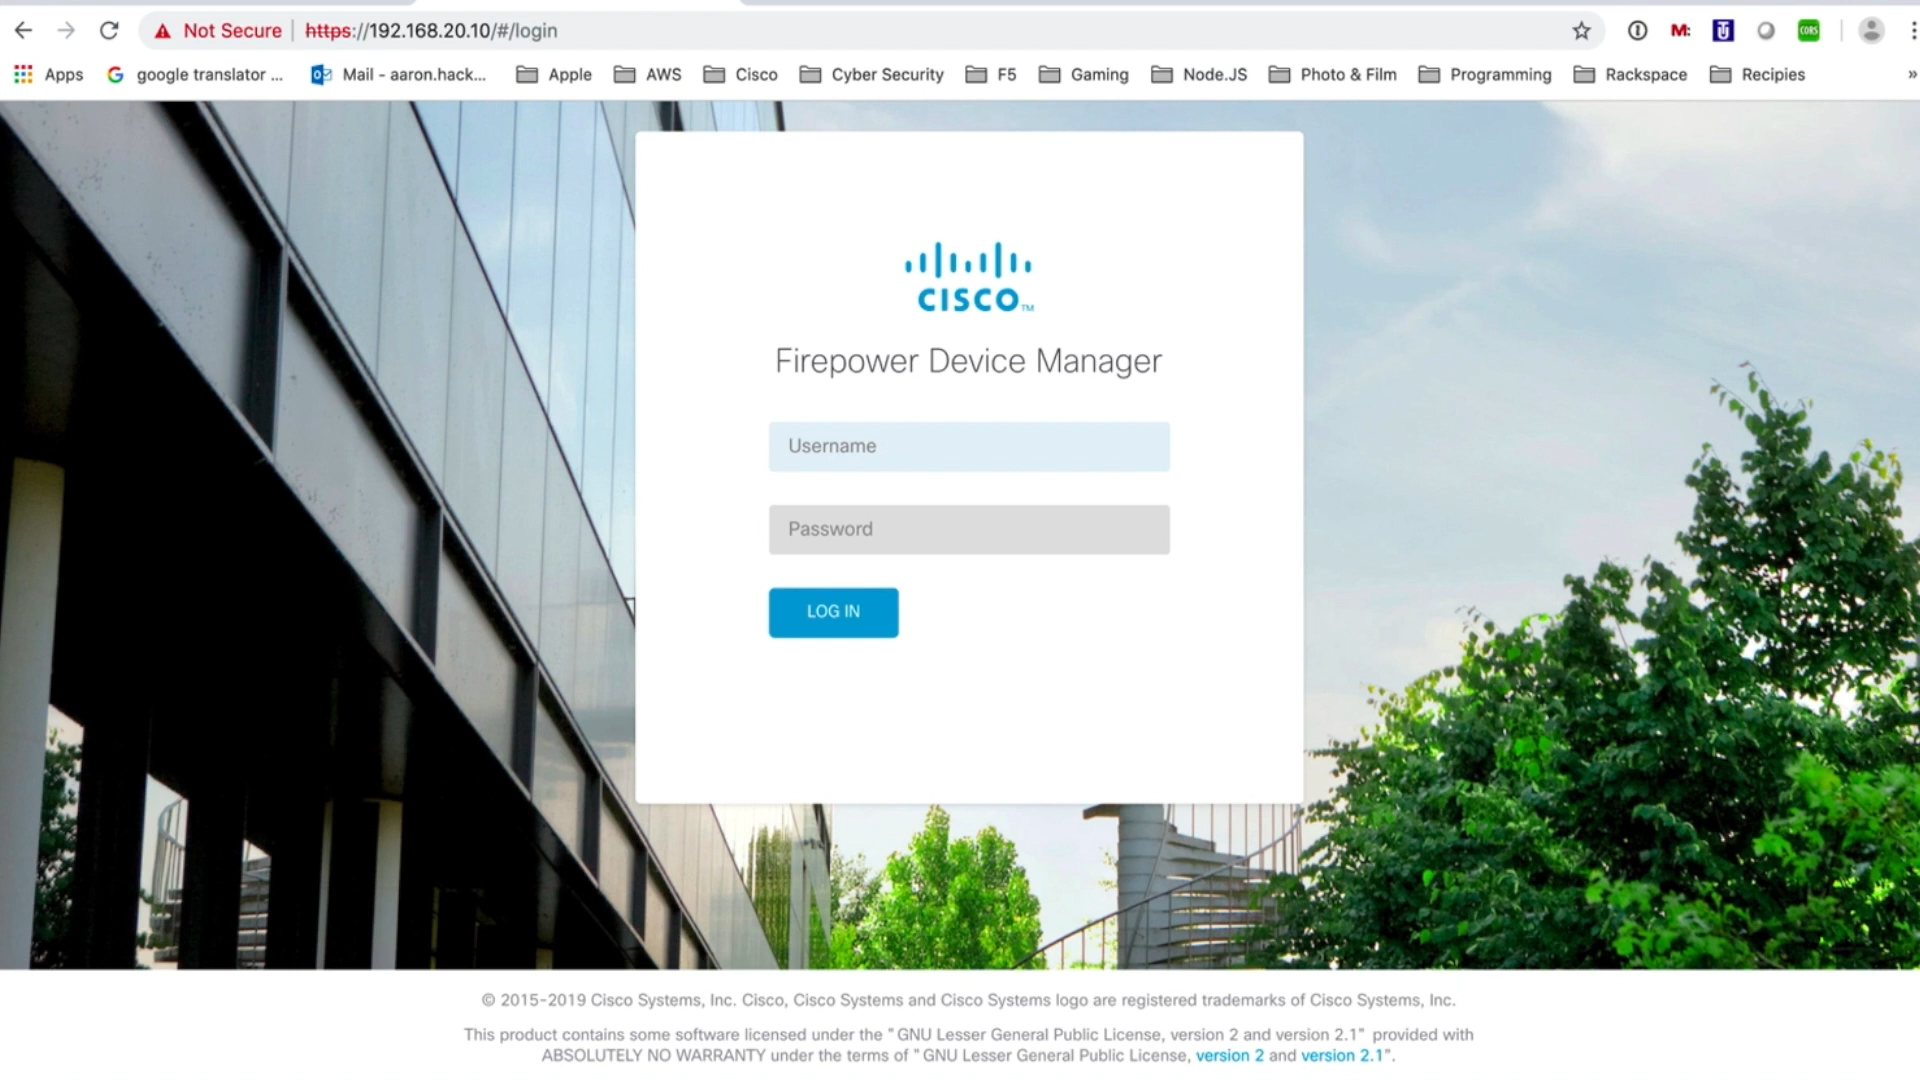 Not Secure https://192.168.20.10/#/login M: CORS
Apps google translator ... Mail - aaron.hack... Apple AWS Cisco Cyber Security F5 Gaming Node.JS Photo & Film Programming Rackspace Recipies »
CISCO™
Firepower Device Manager
Username
Password
LOG IN
© 2015-2019 Cisco Systems, Inc. Cisco, Cisco Systems and Cisco Systems logo are registered trademarks of Cisco Systems, Inc.
This product contains some software licensed under the "GNU Lesser General Public License, version 2 and version 2.1" provided with
ABSOLUTELY NO WARRANTY under the terms of "GNU Lesser General Public License, version 2 and version 2.1".